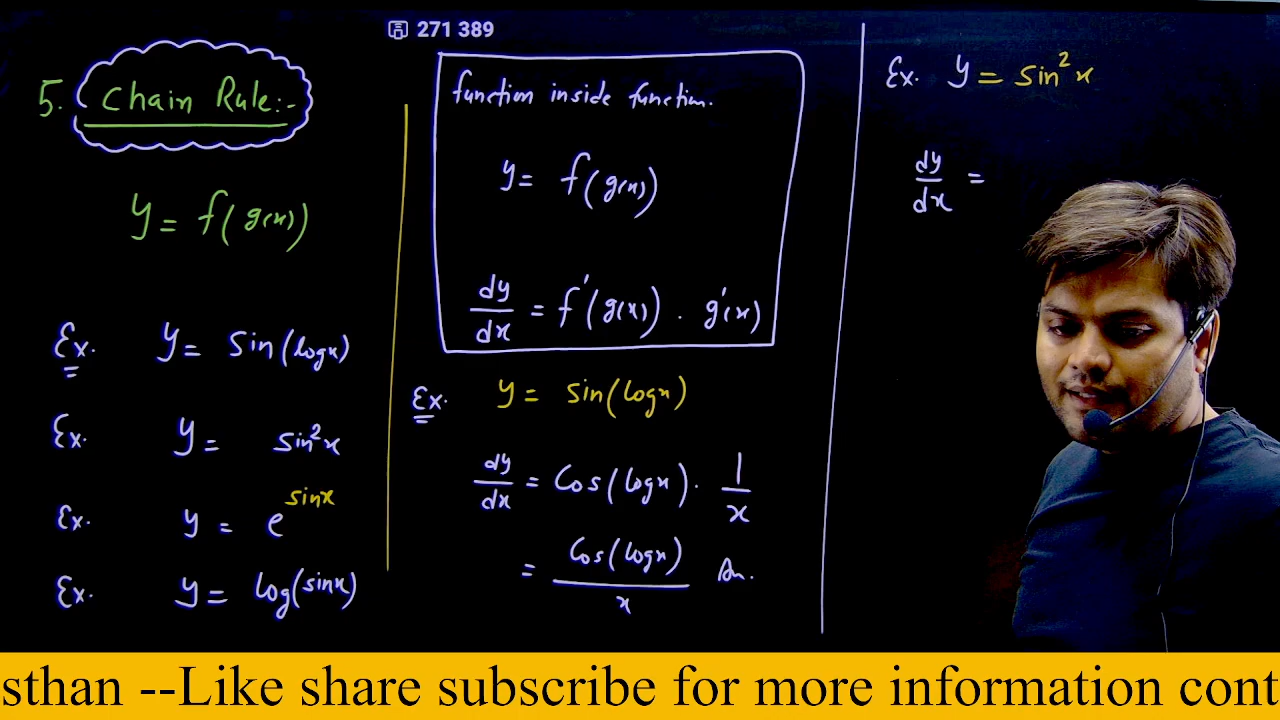 271 389
5. Chain Rule:-
y = f(g(x))
Ex. y = sin(logx)
Ex. y = sin²x
Ex. y = e^sinx
Ex. y = log(sinx)
function inside function.
y = f(g(x))
dy/dx = f'(g(x)) . g'(x)
Ex. y = sin(logx)
dy/dx = Cos(logx) . 1/x
= Cos(logx)/x An.
Ex. y = sin²x
dy/dx =
sthan --Like share subscribe for more information cont